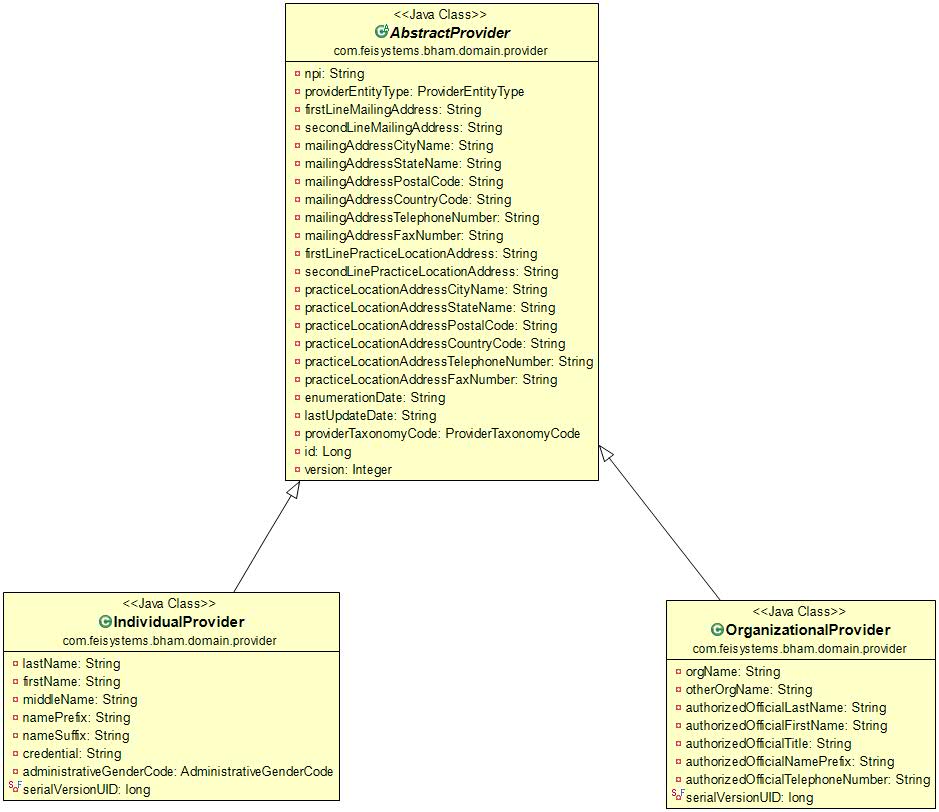 <<Java Class>>
AbstractProvider
com.feisystems.bham.domain.provider
npi: String
providerEntityType: ProviderEntityType
firstLineMailingAddress: String
secondLineMailingAddress: String
mailingAddressCityName: String
mailingAddressStateName: String
mailingAddressPostalCode: String
mailingAddressCountryCode: String
mailingAddressTelephoneNumber: String
mailingAddressFaxNumber: String
firstLinePracticeLocationAddress: String
secondLinePracticeLocationAddress: String
practiceLocationAddressCityName: String
practiceLocationAddressStateName: String
practiceLocationAddressPostalCode: String
practiceLocationAddressCountryCode: String
practiceLocationAddressTelephoneNumber: String
practiceLocationAddressFaxNumber: String
enumerationDate: String
lastUpdateDate: String
providerTaxonomyCode: ProviderTaxonomyCode
id: Long
version: Integer
<<Java Class>>
IndividualProvider
com.feisystems.bham.domain.provider
lastName: String
firstName: String
middleName: String
namePrefix: String
nameSuffix: String
credential: String
administrativeGenderCode: AdministrativeGenderCode
serialVersionUID: long
<<Java Class>>
OrganizationalProvider
com.feisystems.bham.domain.provider
orgName: String
otherOrgName: String
authorizedOfficialLastName: String
authorizedOfficialFirstName: String
authorizedOfficialTitle: String
authorizedOfficialNamePrefix: String
authorizedOfficialTelephoneNumber: String
serialVersionUID: long